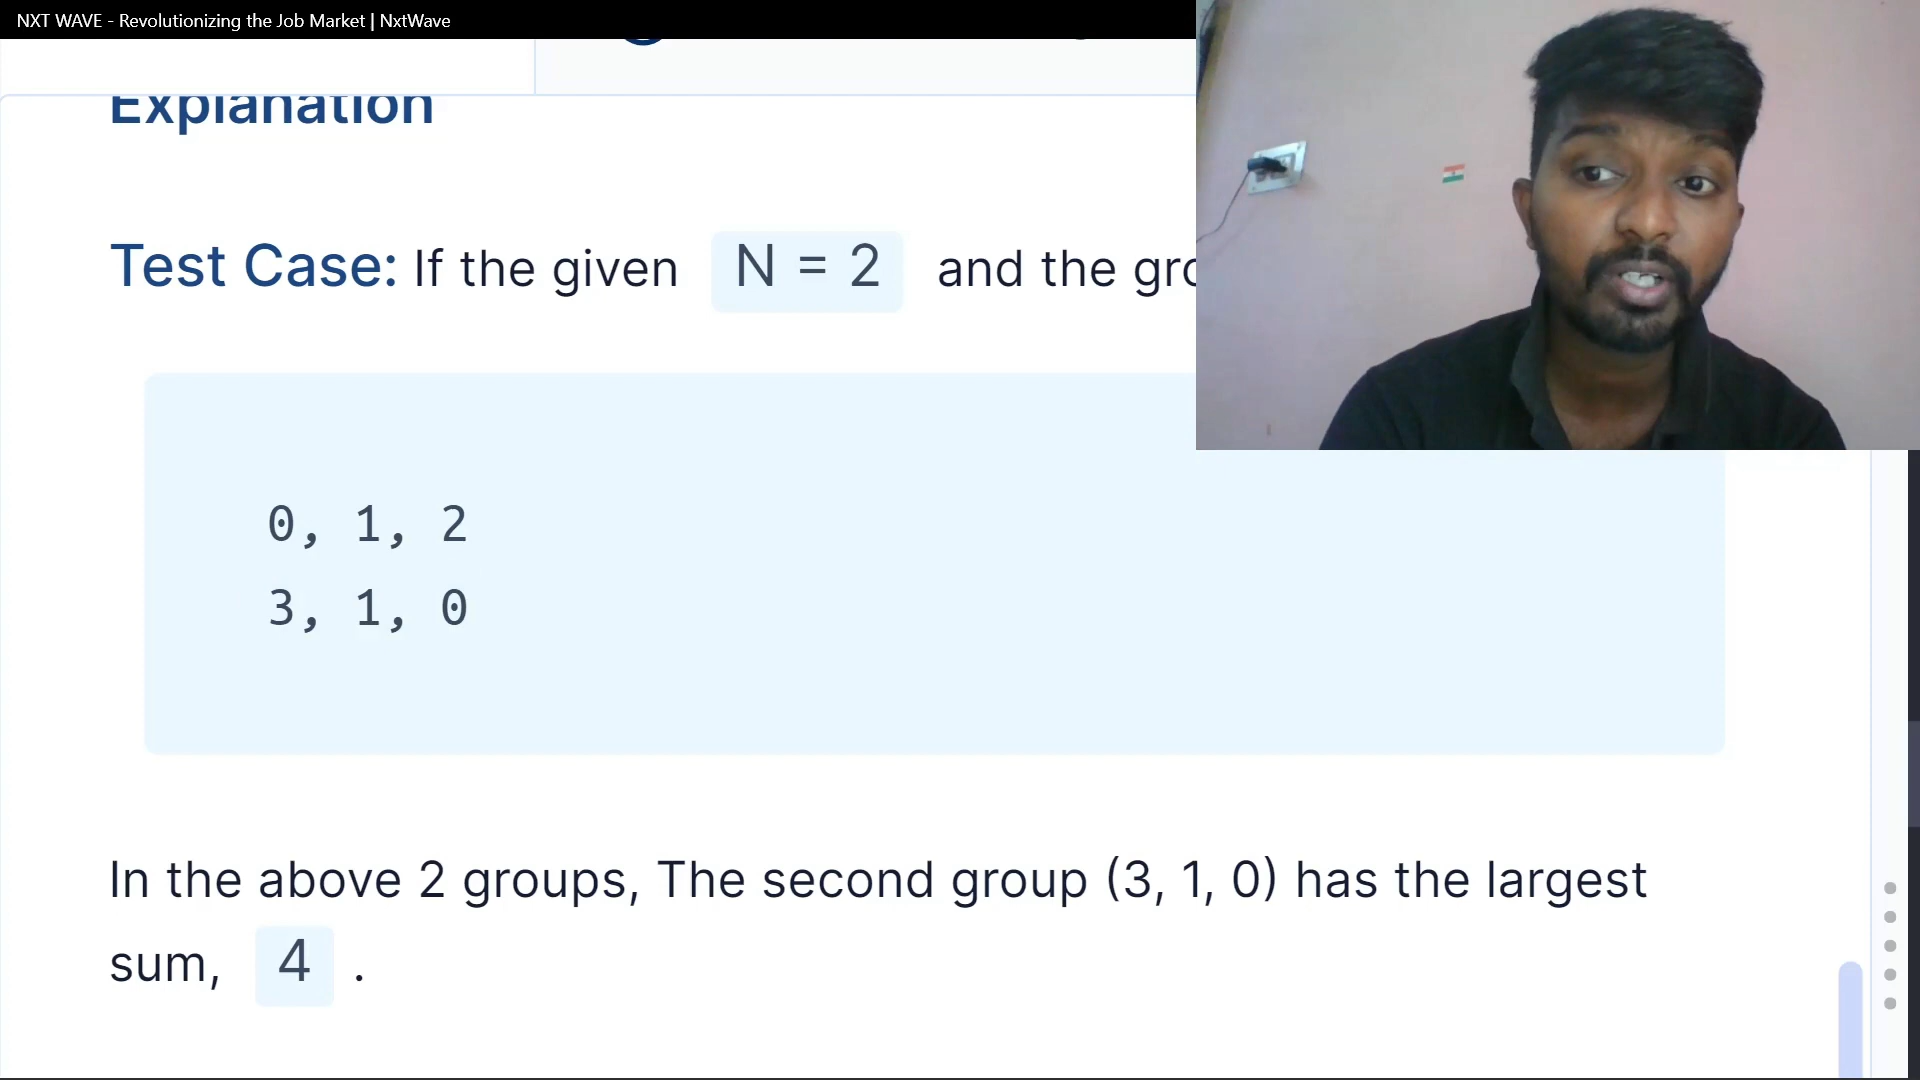 NXT WAVE - Revolutionizing the Job Market | NxtWave
Explanation
Test Case: If the given N = 2 and the
0, 1, 2
3, 1, 0
In the above 2 groups, The second group (3, 1, 0) has the largest
sum, 4 .